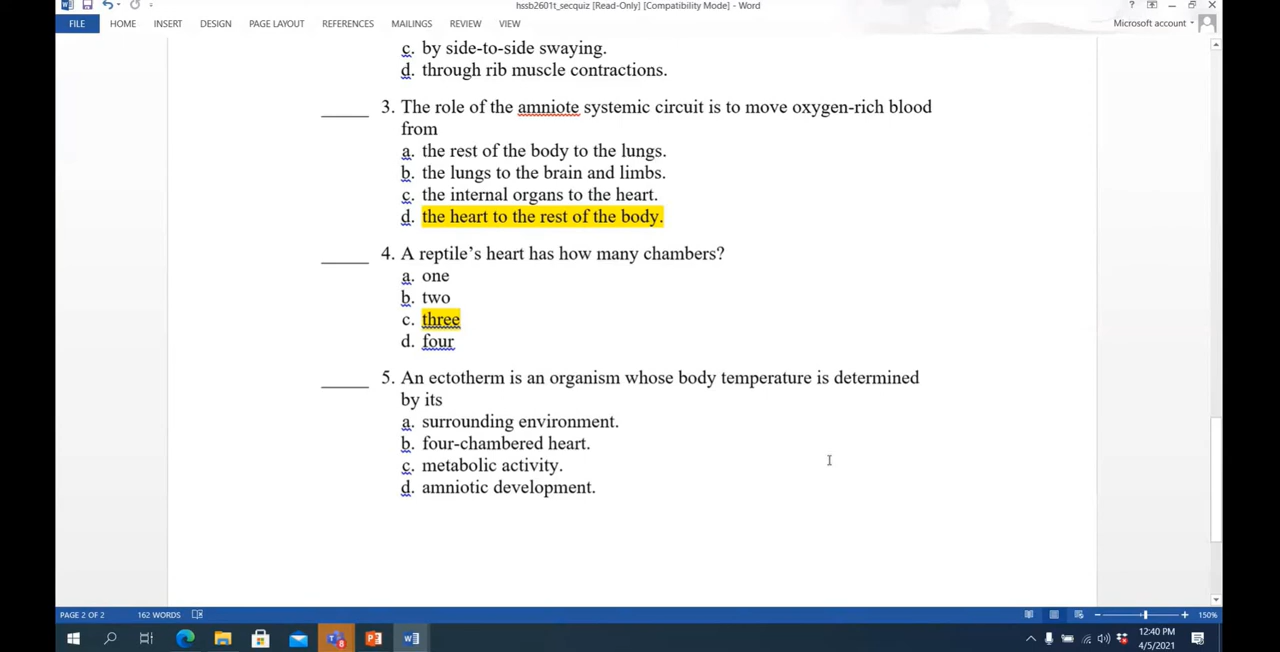 hssb2601t_secquiz [Read-Only] [Compatibility Mode] - Word
FILE HOME INSERT DESIGN PAGE LAYOUT REFERENCES MAILINGS REVIEW VIEW Microsoft account
c. by side-to-side swaying.
d. through rib muscle contractions.
3. The role of the amniote systemic circuit is to move oxygen-rich blood
from
a. the rest of the body to the lungs.
b. the lungs to the brain and limbs.
c. the internal organs to the heart.
d. the heart to the rest of the body.
4. A reptile's heart has how many chambers?
a. one
b. two
c. three
d. four
5. An ectotherm is an organism whose body temperature is determined
by its
a. surrounding environment.
b. four-chambered heart.
c. metabolic activity.
d. amniotic development.
PAGE 2 OF 2 162 WORDS 150%
12:40 PM
4/5/2021